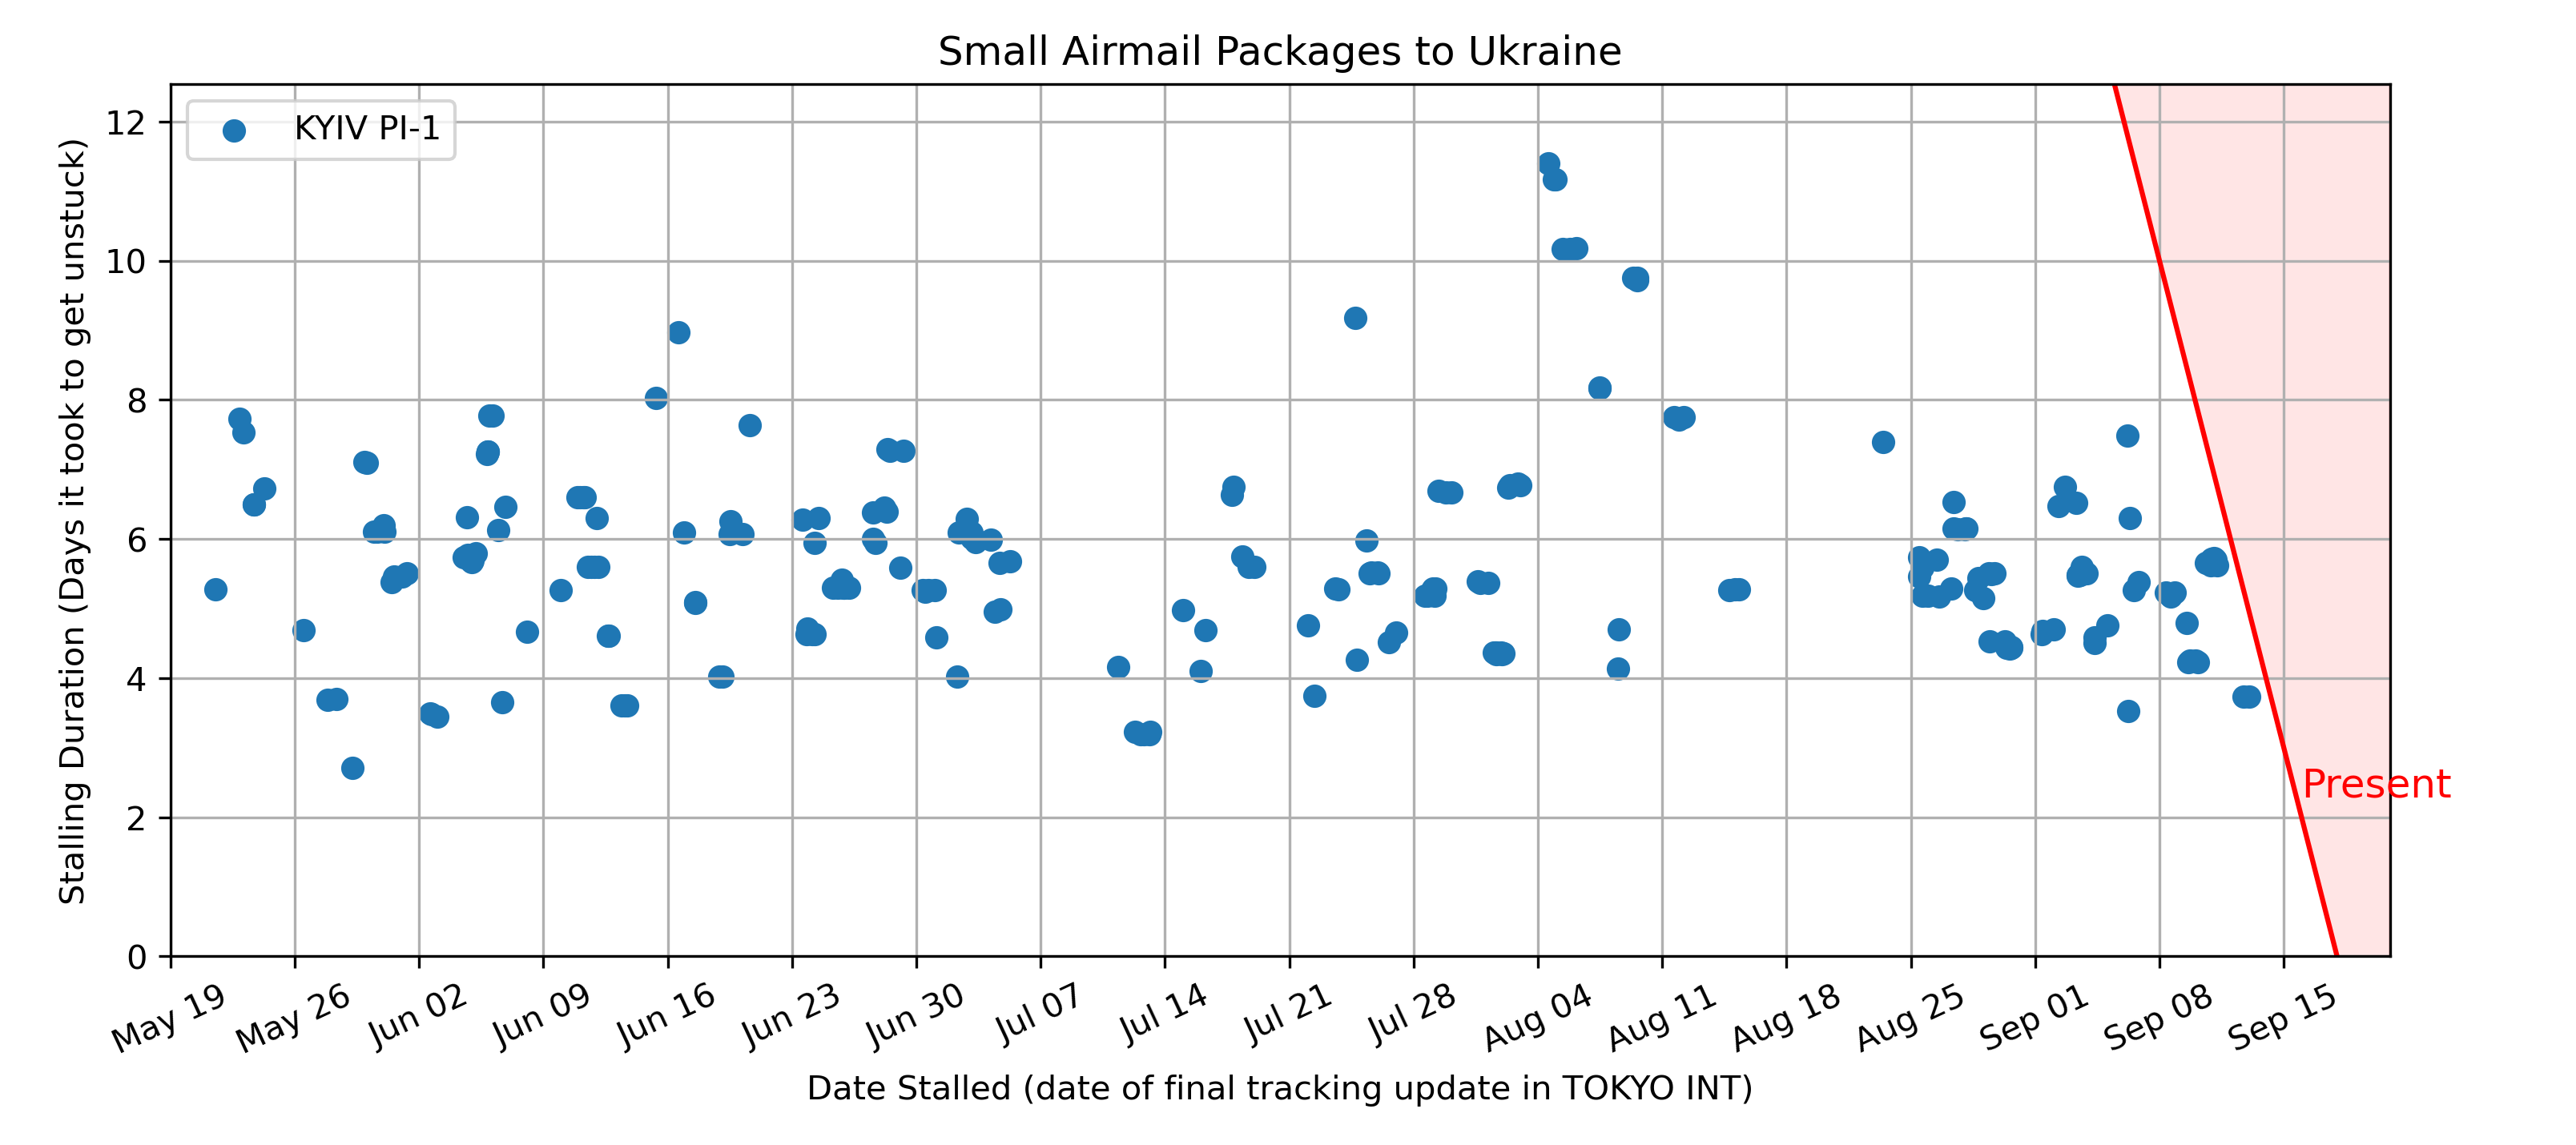 Small Airmail Packages to Ukraine
KYIV PI-1
Stalling Duration (Days it took to get unstuck)
12
10
8
6
4
2
0
Present
May 19
May 26
Jun 02
Jun 09
Jun 16
Jun 23
Jun 30
Jul 07
Jul 14
Jul 21
Jul 28
Aug 04
Aug 11
Aug 18
Aug 25
Sep 01
Sep 08
Sep 15
Date Stalled (date of final tracking update in TOKYO INT)